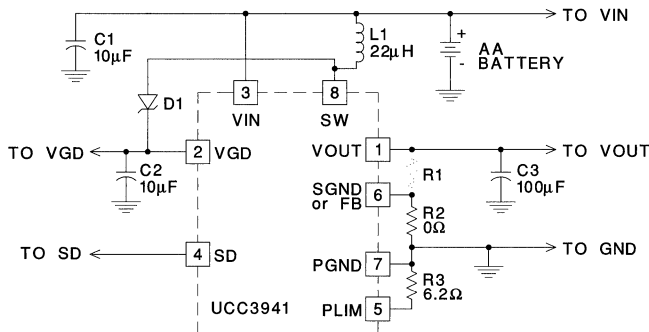 TO VIN
C1
10µF
L1
22µH
+
AA
BATTERY
-
D1
3
VIN
8
SW
TO VGD
2
VGD
VOUT
1
TO VOUT
R1
C2
10µF
SGND
or FB
6
C3
100µF
R2
0Ω
TO SD
4
SD
PGND
7
TO GND
R3
6.2Ω
UCC3941
PLIM
5